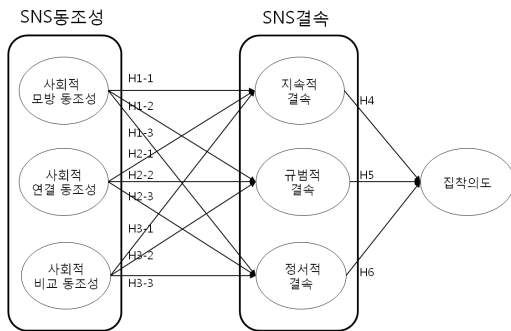 SNS동조성
SNS결속
사회적
모방 동조성
사회적
연결 동조성
사회적
비교 동조성
H1-1
H1-2
H1-3
H2-1
H2-2
H2-3
H3-1
H3-2
H3-3
지속적
결속
규범적
결속
정서적
결속
H4
H5
H6
집착의도